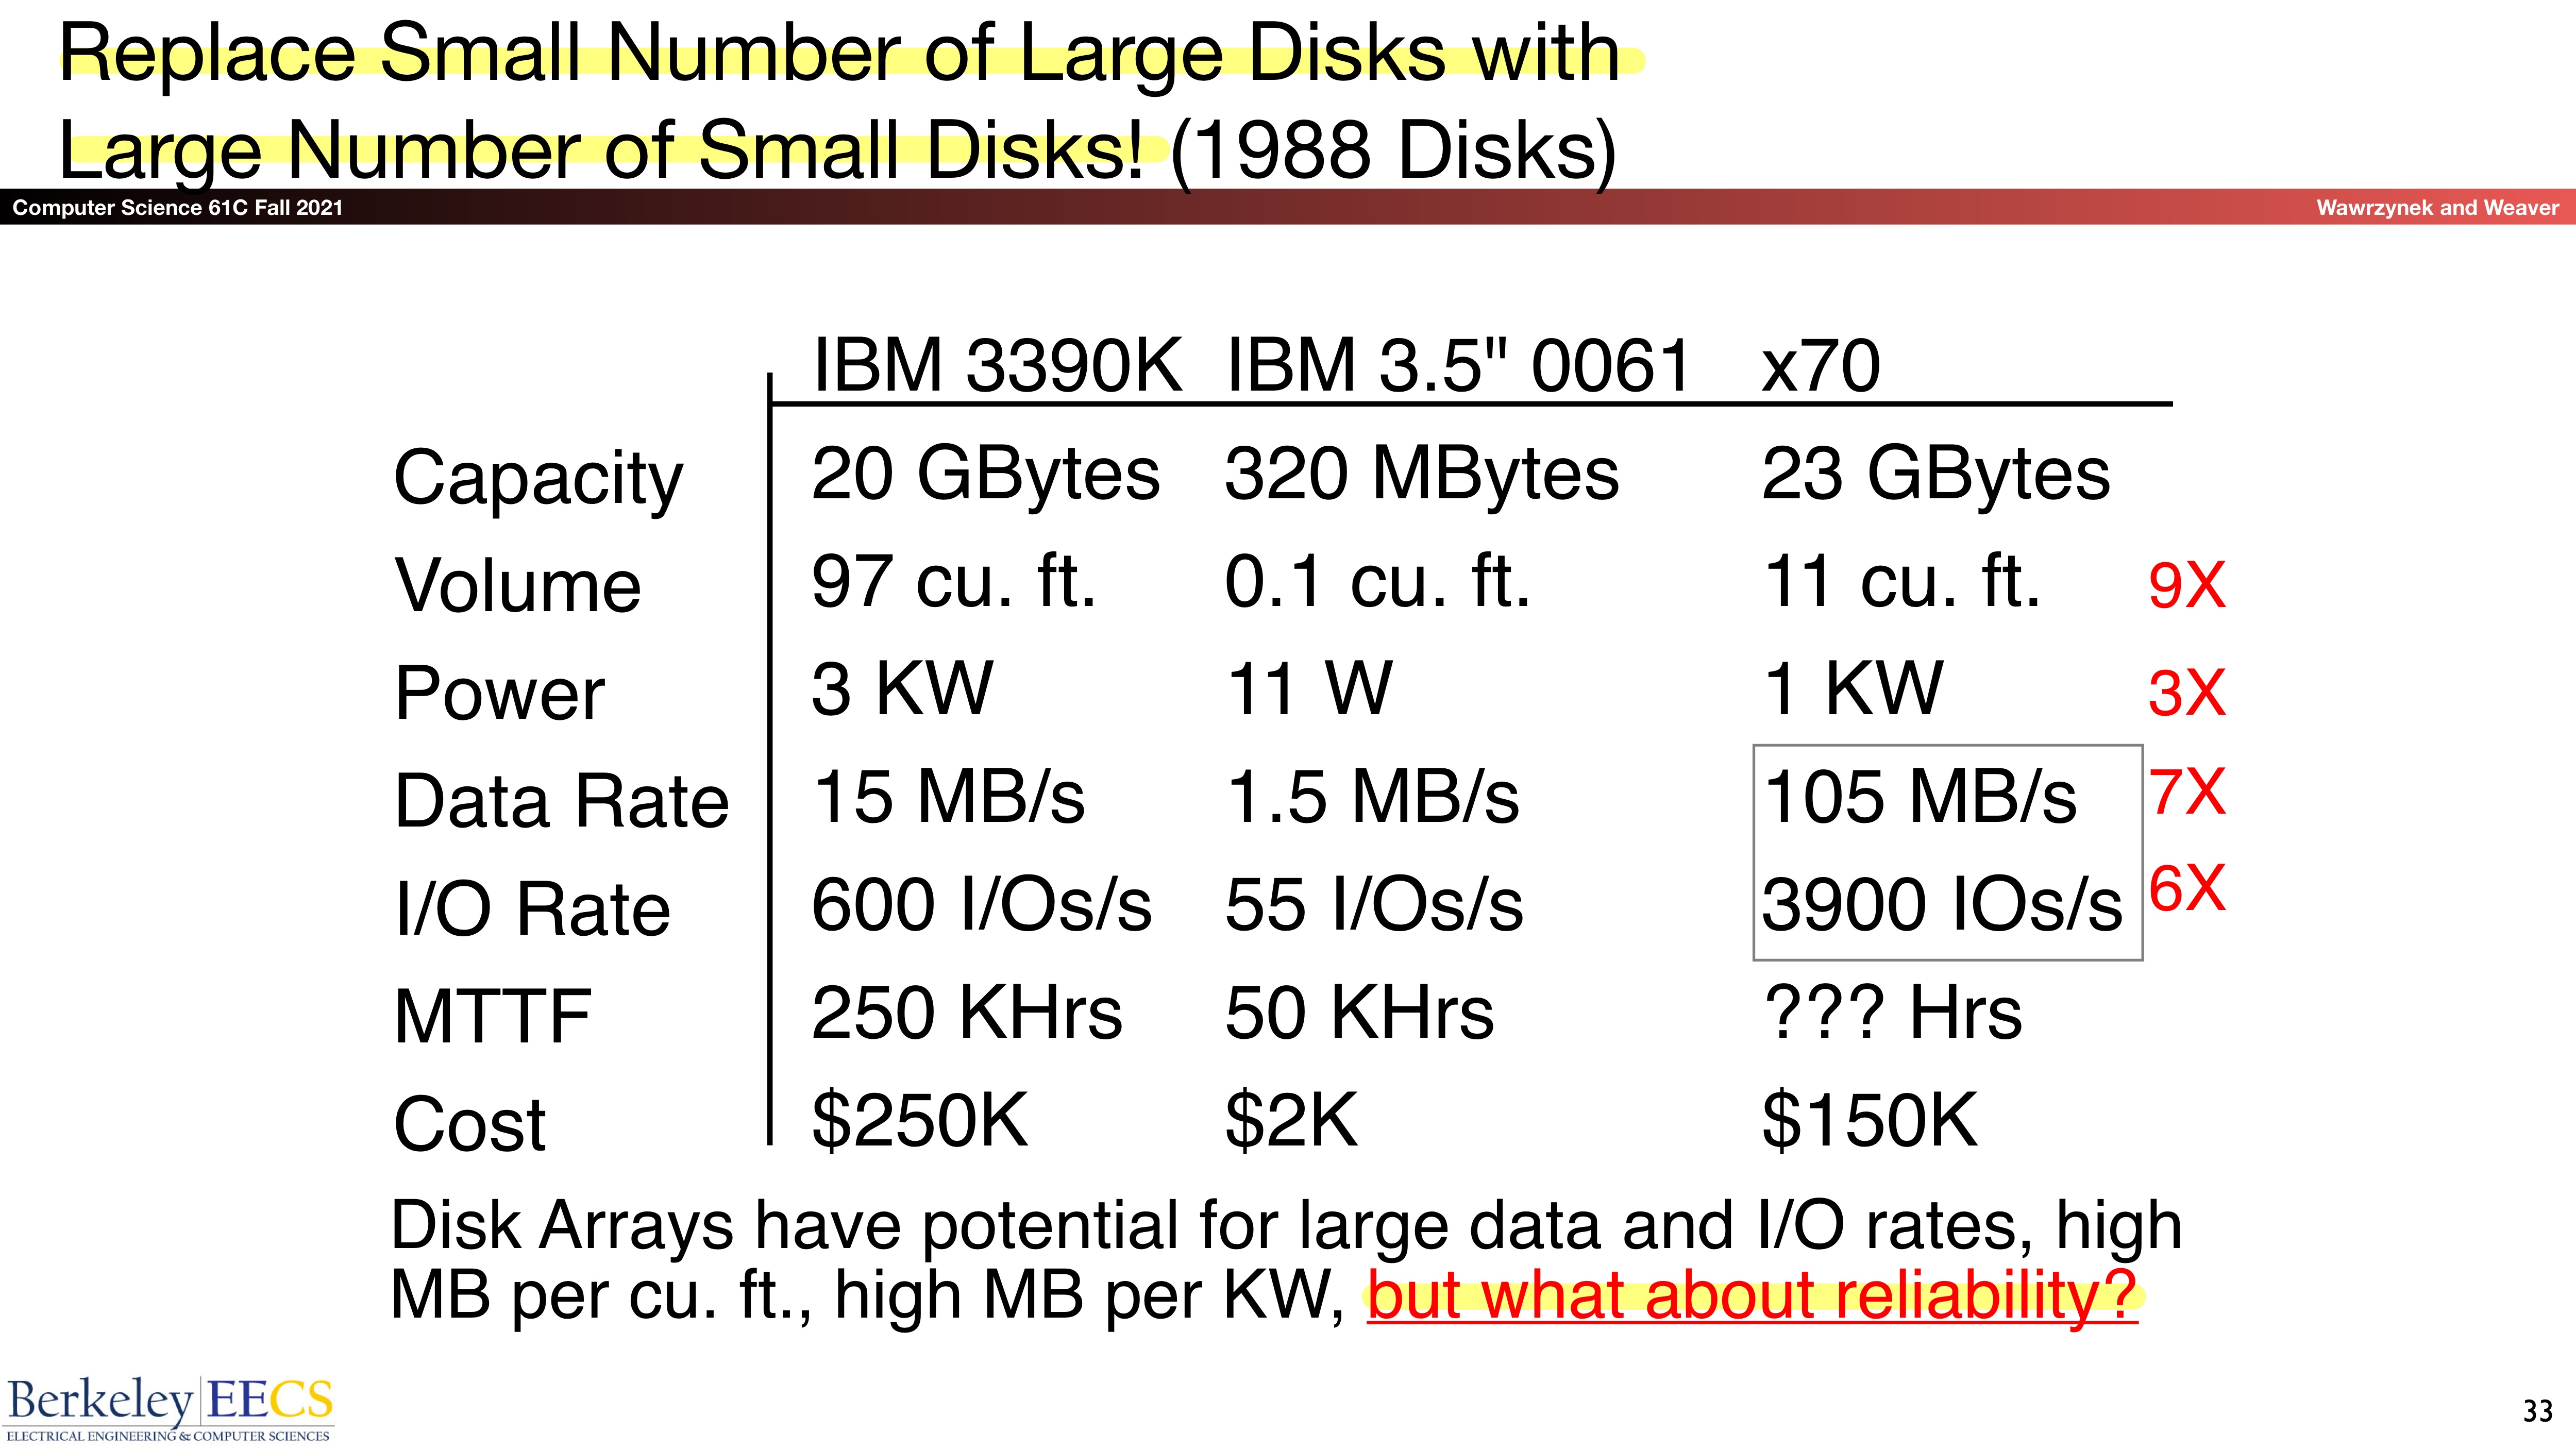 Replace Small Number of Large Disks with
Large Number of Small Disks! (1988 Disks)
Computer Science 61C Fall 2021 Wawrzynek and Weaver
IBM 3390K IBM 3.5" 0061 x70
Capacity 20 GBytes 320 MBytes 23 GBytes
Volume 97 cu. ft. 0.1 cu. ft. 11 cu. ft. 9X
Power 3 KW 11 W 1 KW 3X
Data Rate 15 MB/s 1.5 MB/s 105 MB/s 7X
I/O Rate 600 I/Os/s 55 I/Os/s 3900 IOs/s 6X
MTTF 250 KHrs 50 KHrs ??? Hrs
Cost $250K $2K $150K
Disk Arrays have potential for large data and I/O rates, high
MB per cu. ft., high MB per KW, but what about reliability?
Berkeley EECS
ELECTRICAL ENGINEERING & COMPUTER SCIENCES
33